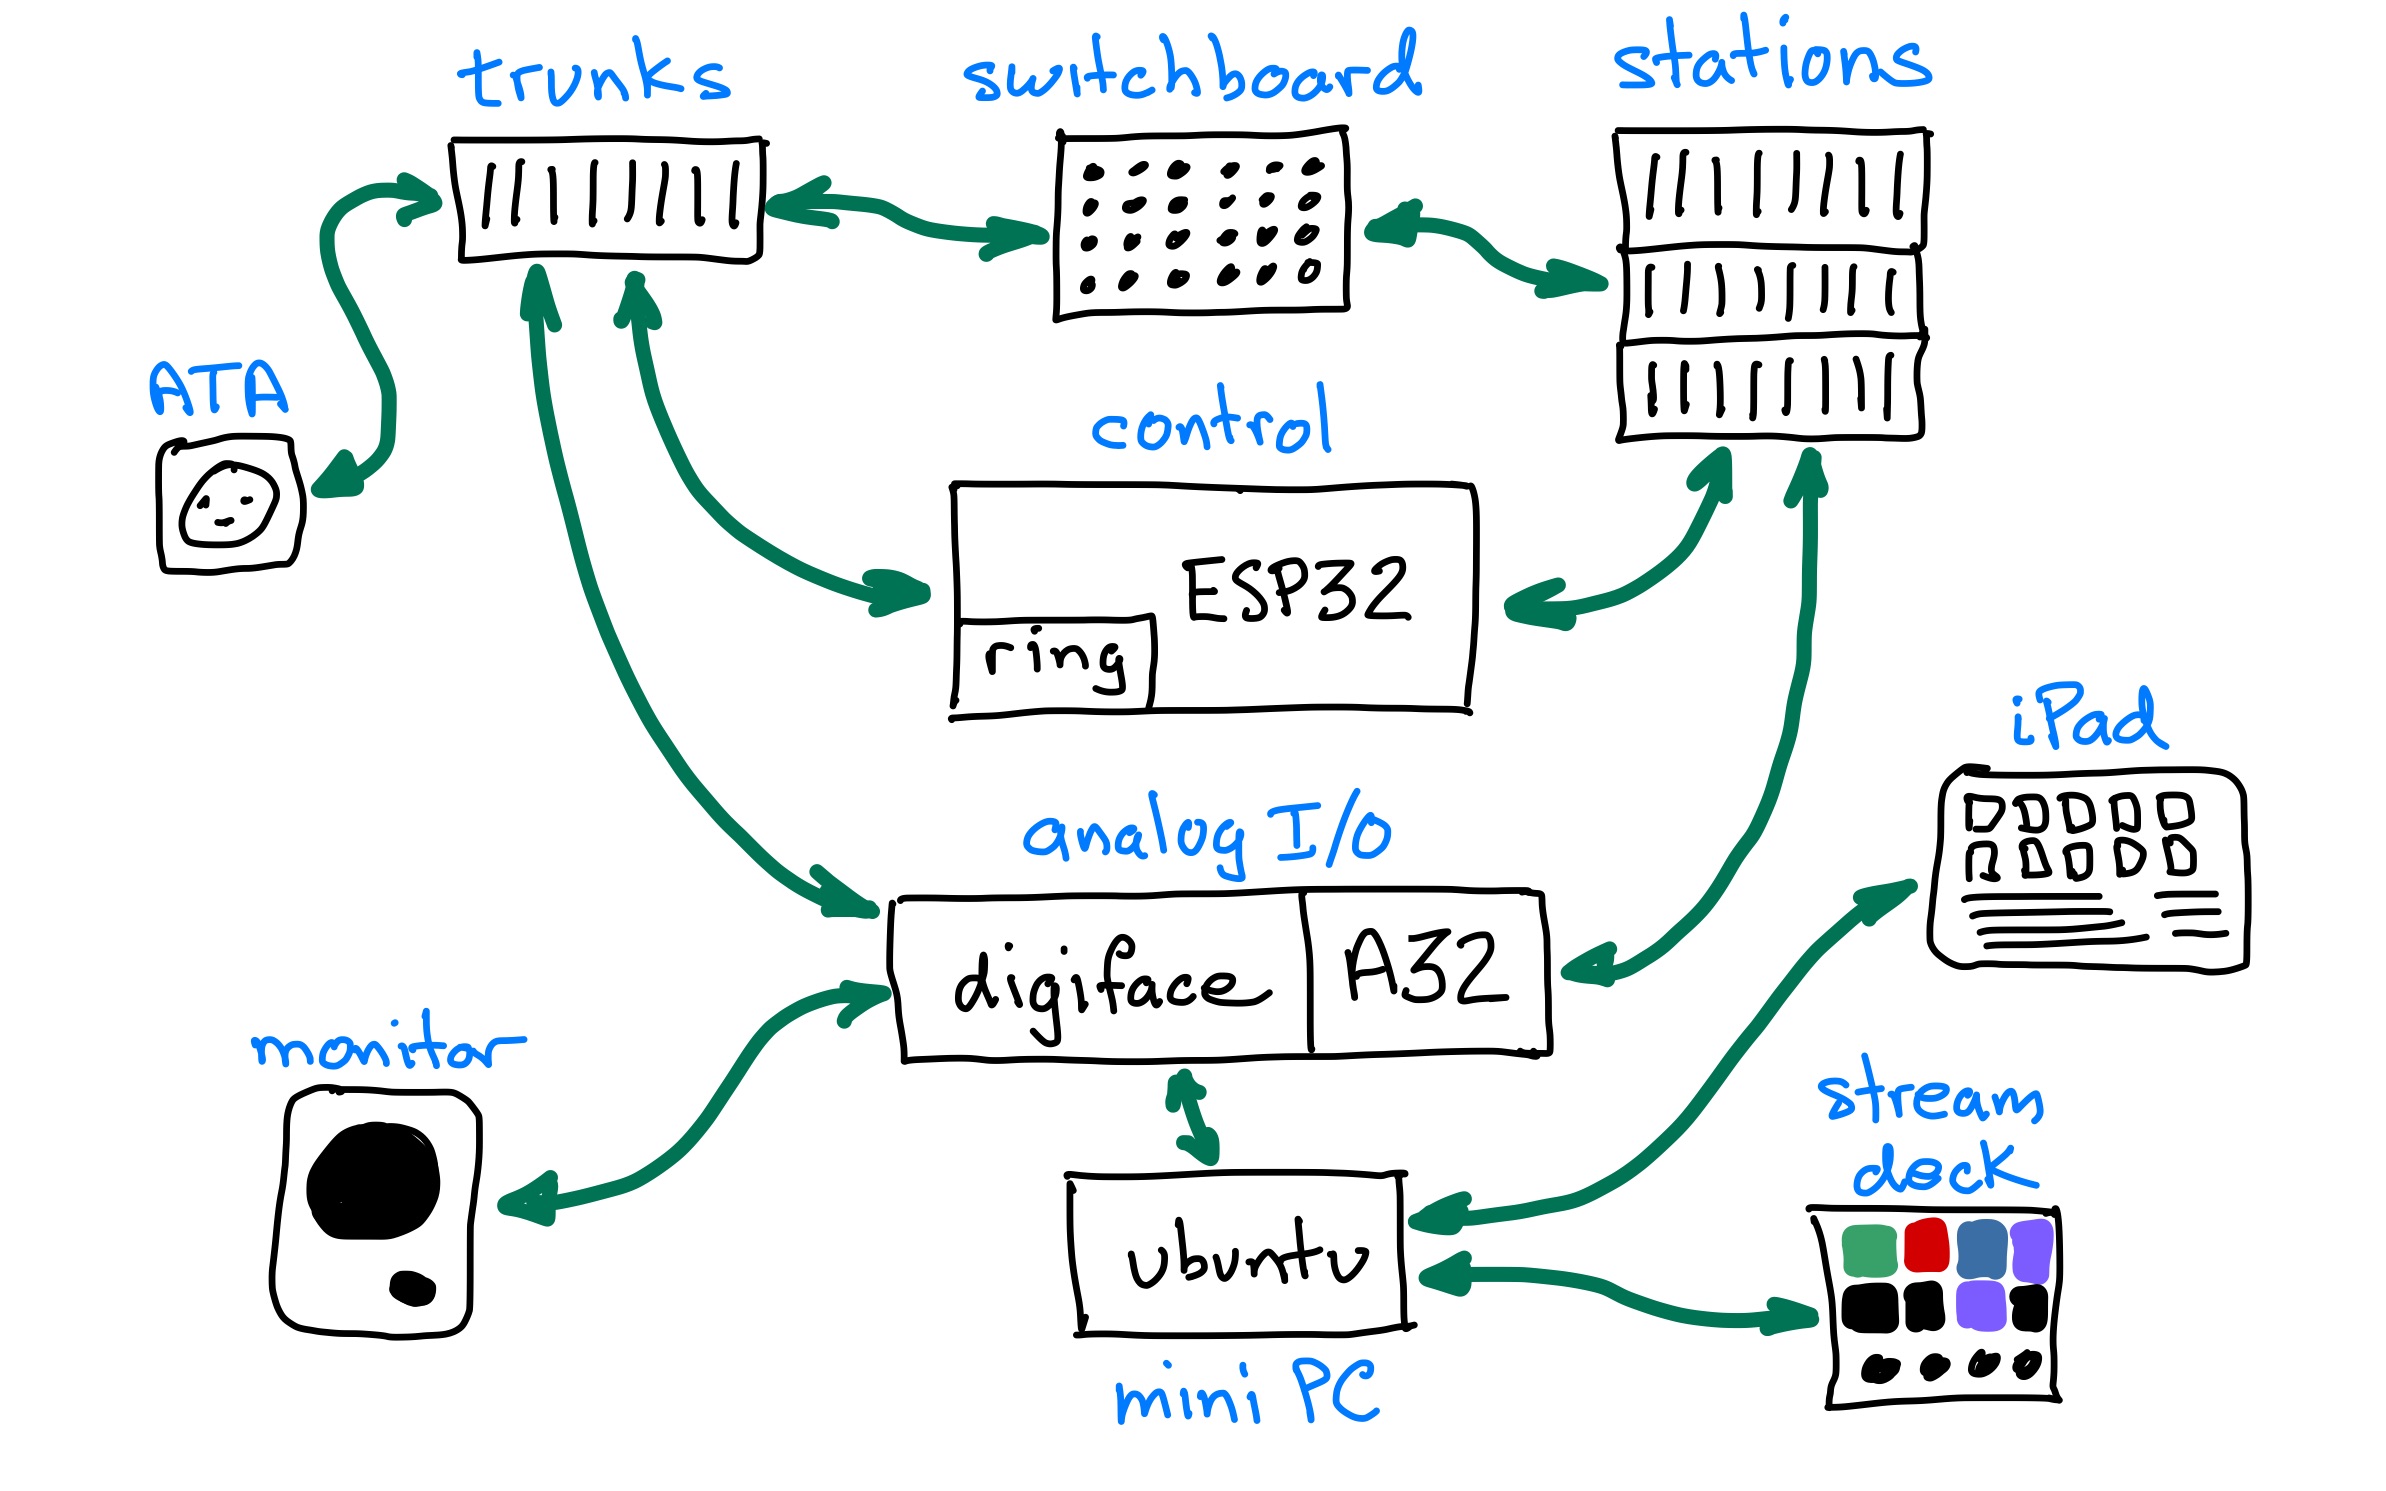 trunks
switchboard
stations
ATA
control
ESP32
ring
iPad
analog I/O
digiface
A32
monitor
stream
deck
ubuntu
mini PC